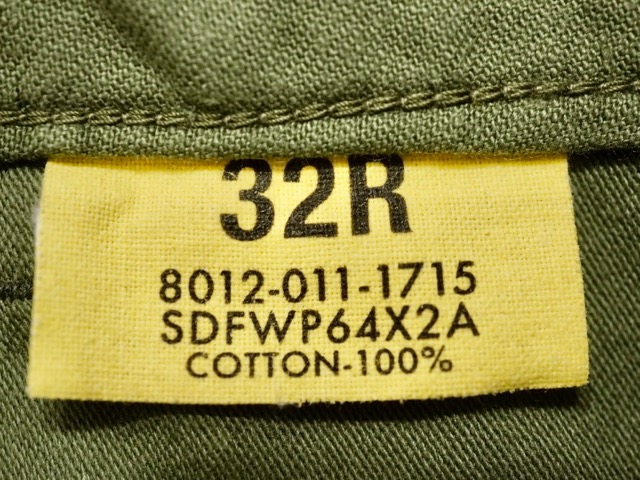 32R
8012-011-1715
SDFWP64X2A
COTTON-100%